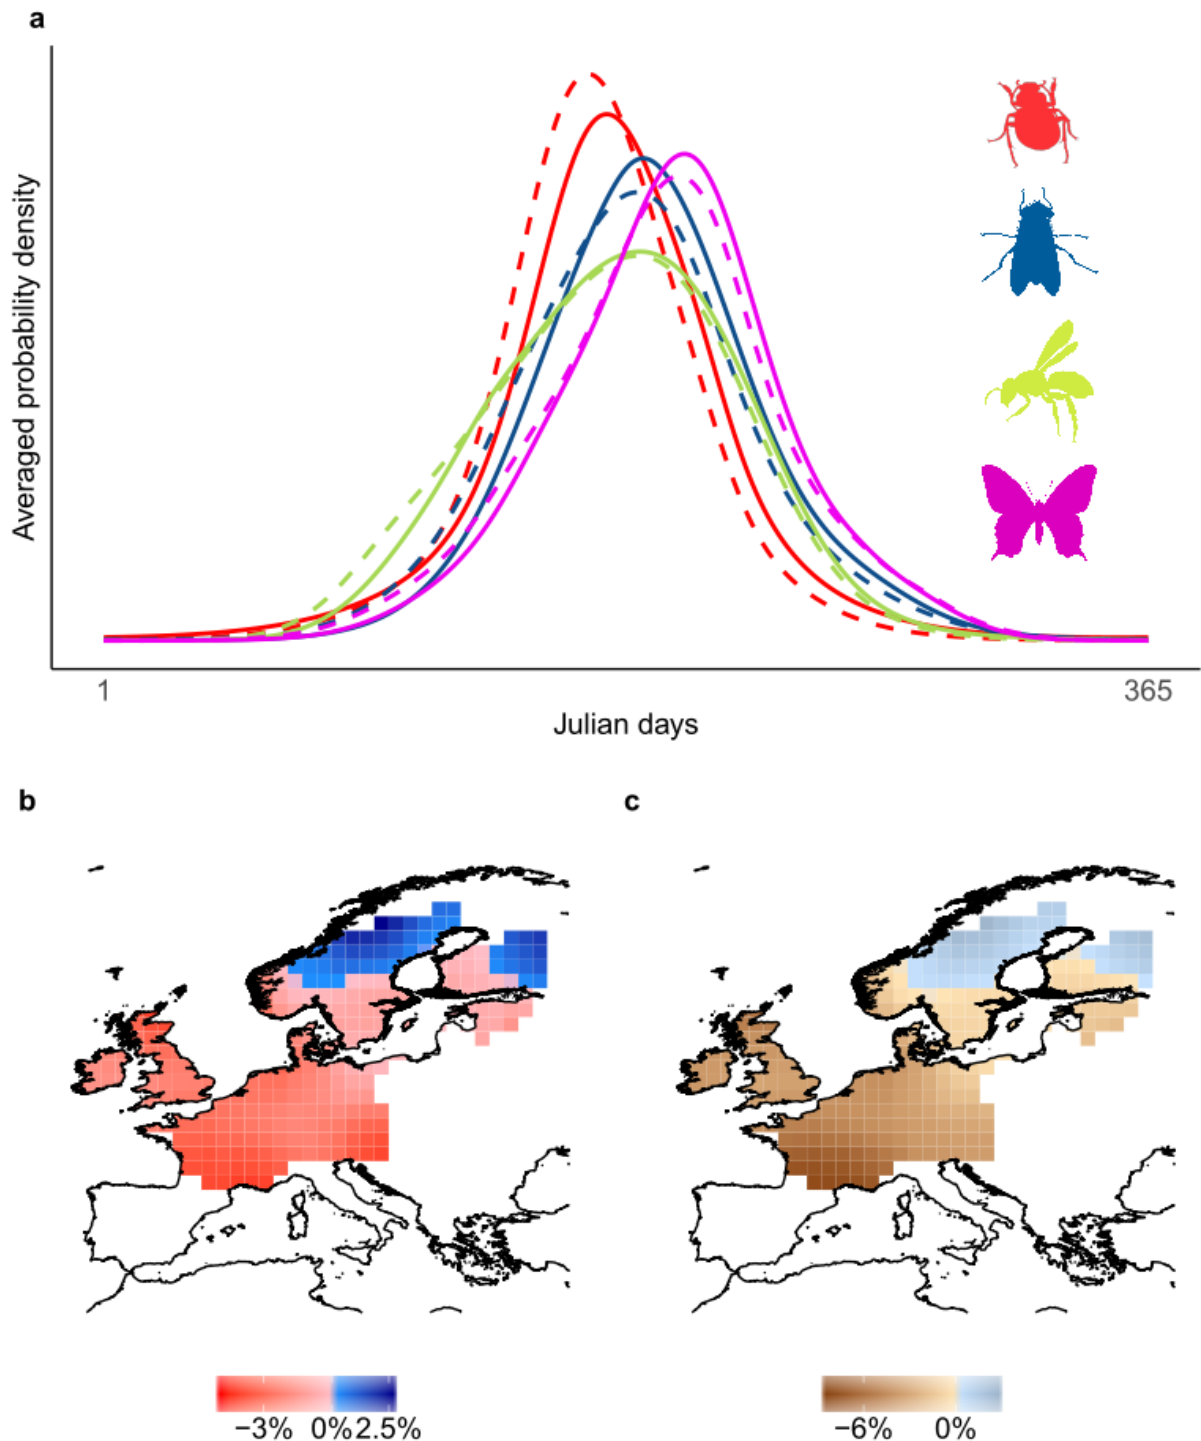 a
Averaged probability density
1
365
Julian days
b
c
−3% 0% 2.5%
−6% 0%